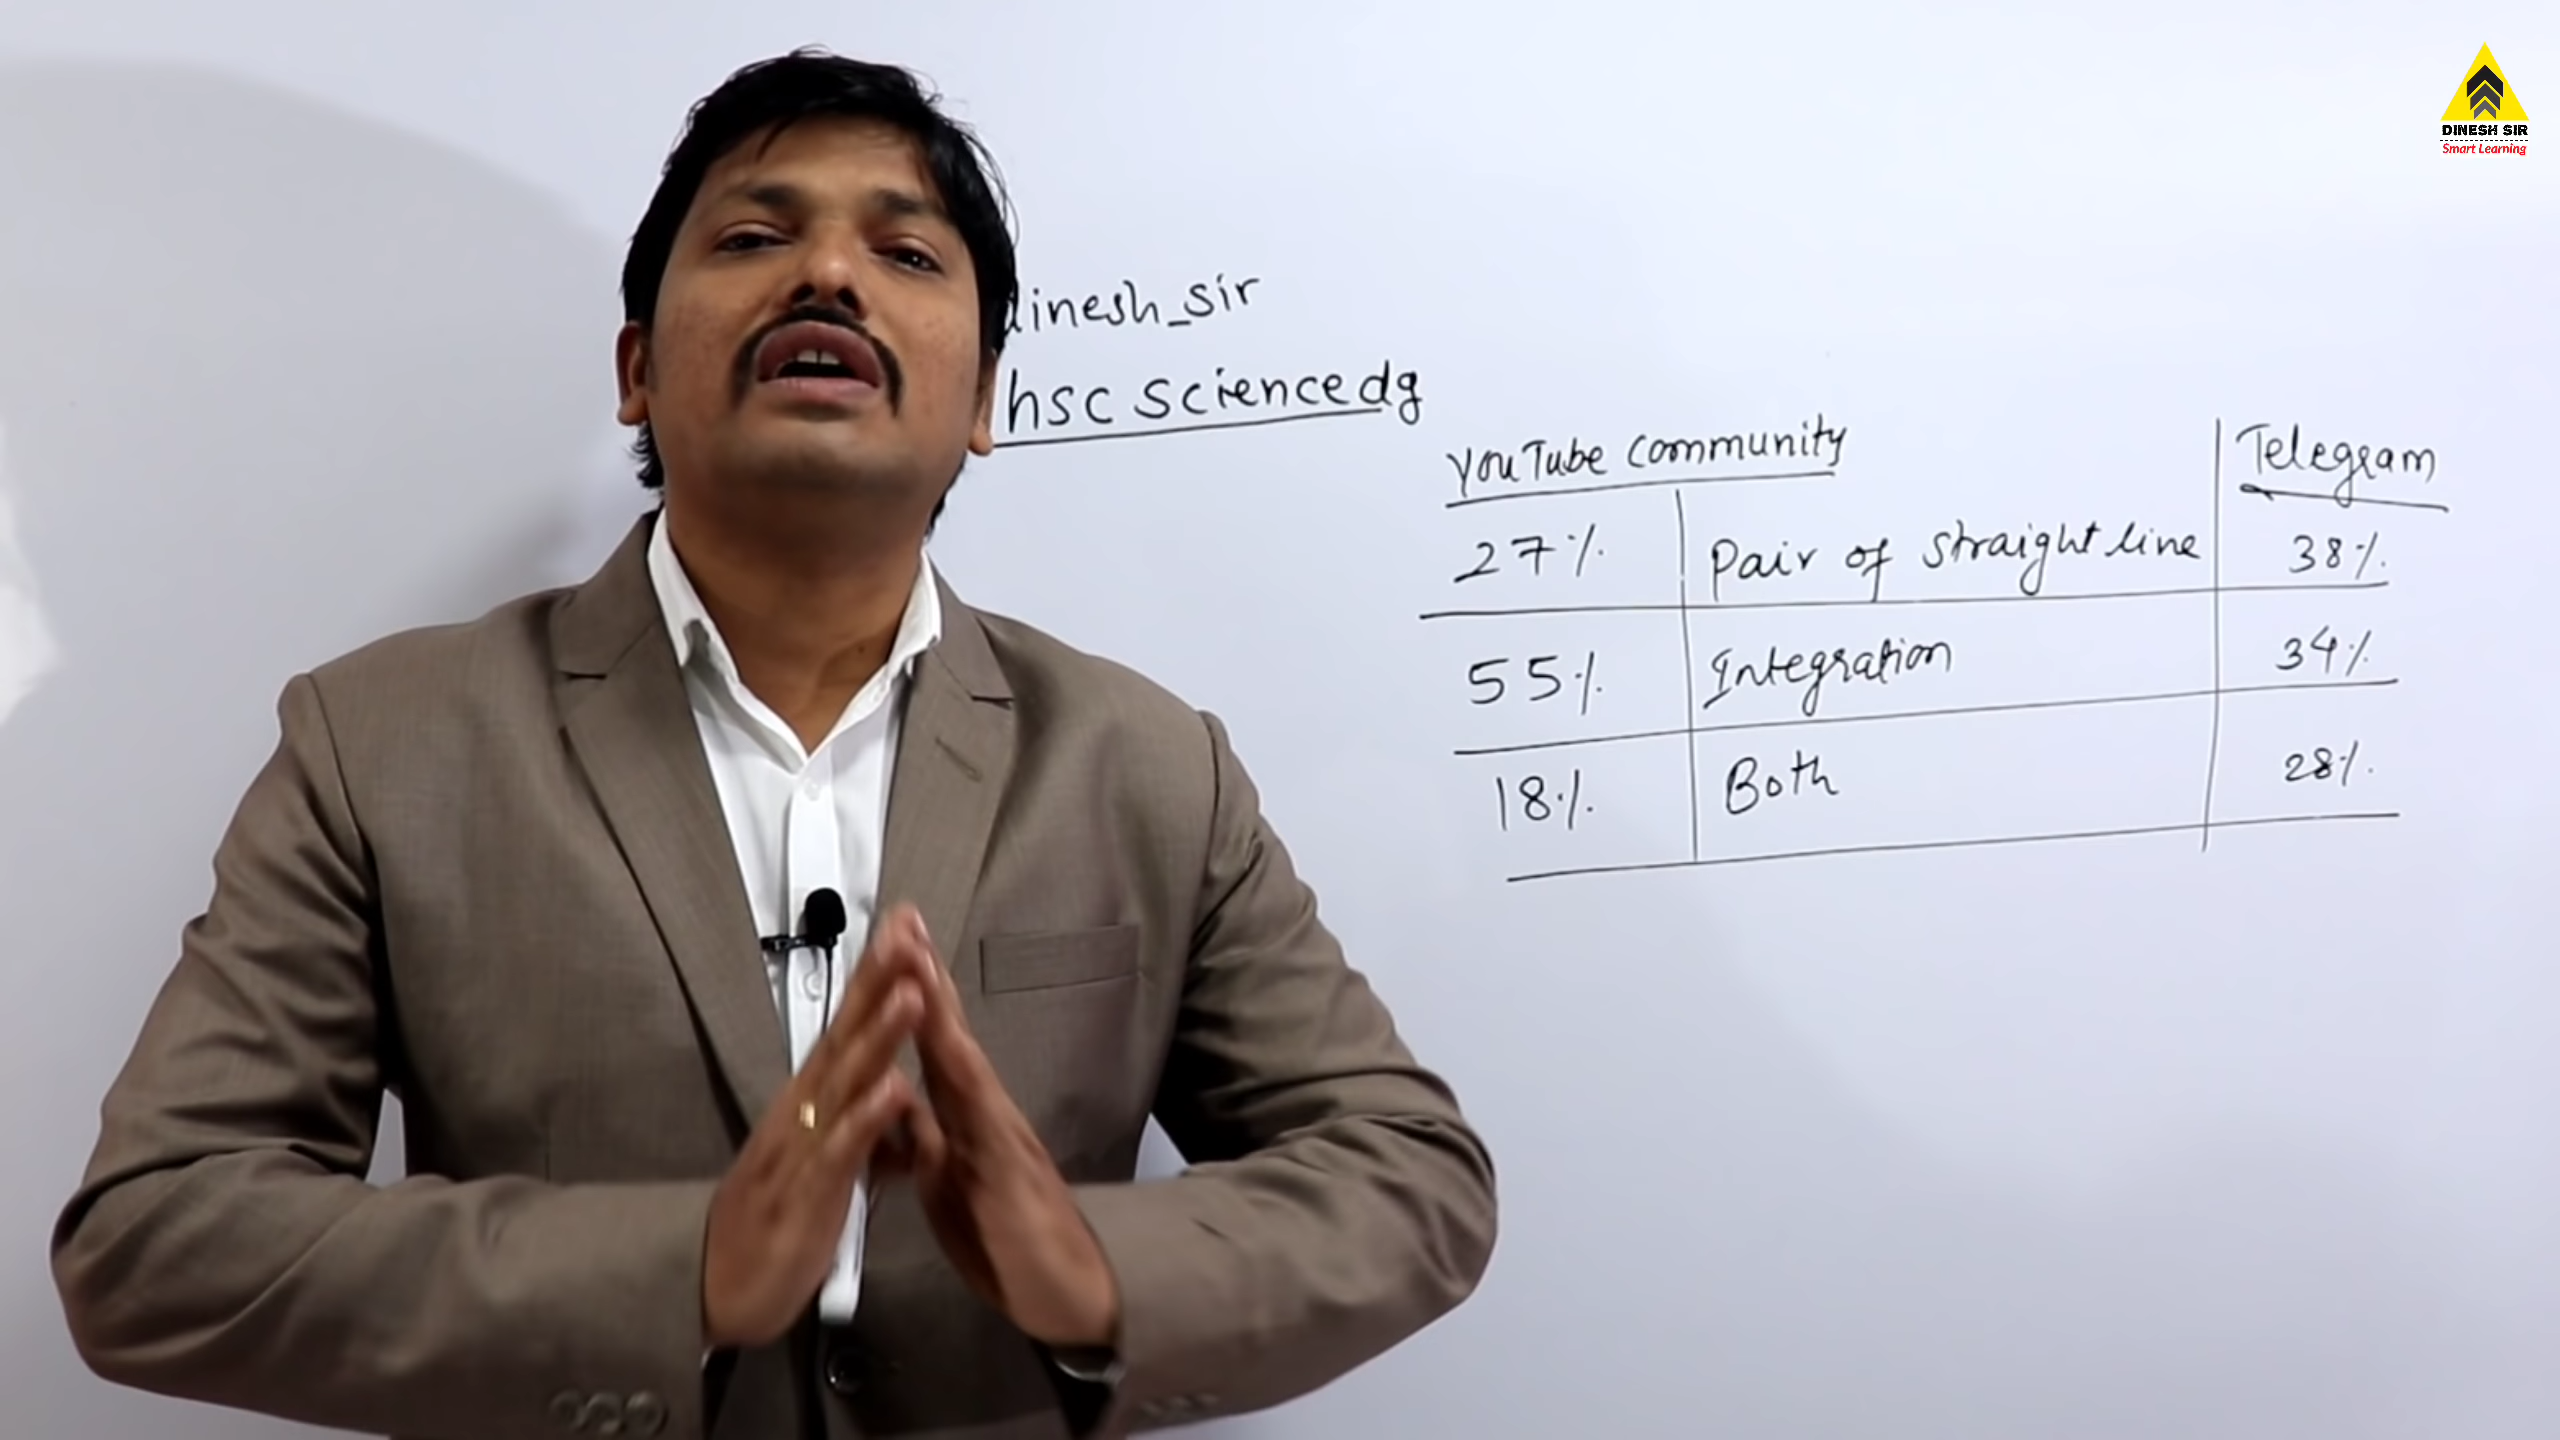 DINESH SIR
Smart Learning
dinesh_sir
hsc sciencedg
YouTube community
Telegram
27% Pair of straight line 38%
55% Integration 34%
18% Both 28%